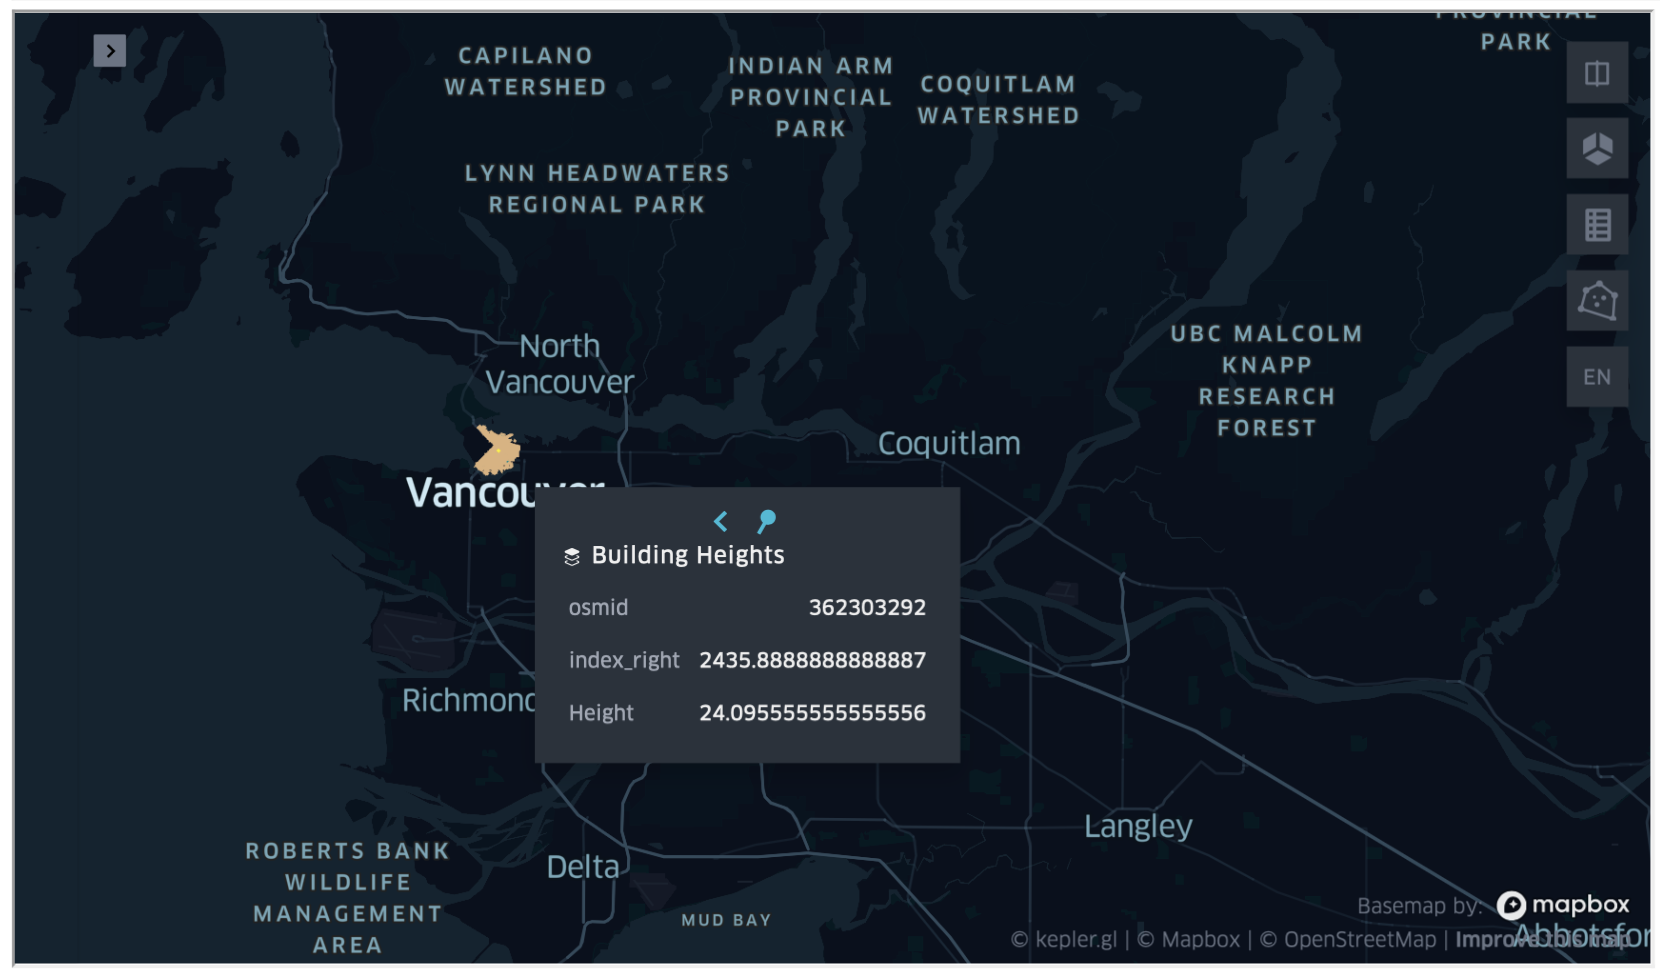 PROVINCIAL
PARK
CAPILANO
WATERSHED
INDIAN ARM
PROVINCIAL
PARK
COQUITLAM
WATERSHED
LYNN HEADWATERS
REGIONAL PARK
UBC MALCOLM
KNAPP
RESEARCH
FOREST
EN
North
Vancouver
Coquitlam
Vancouver
Building Heights
osmid 362303292
index_right 2435.8888888888887
Height 24.095555555555556
Richmond
Langley
Delta
ROBERTS BANK
WILDLIFE
MANAGEMENT
AREA
MUD BAY
Basemap by: mapbox
© kepler.gl | © Mapbox | © OpenStreetMap | Improve this map
Abbotsfor